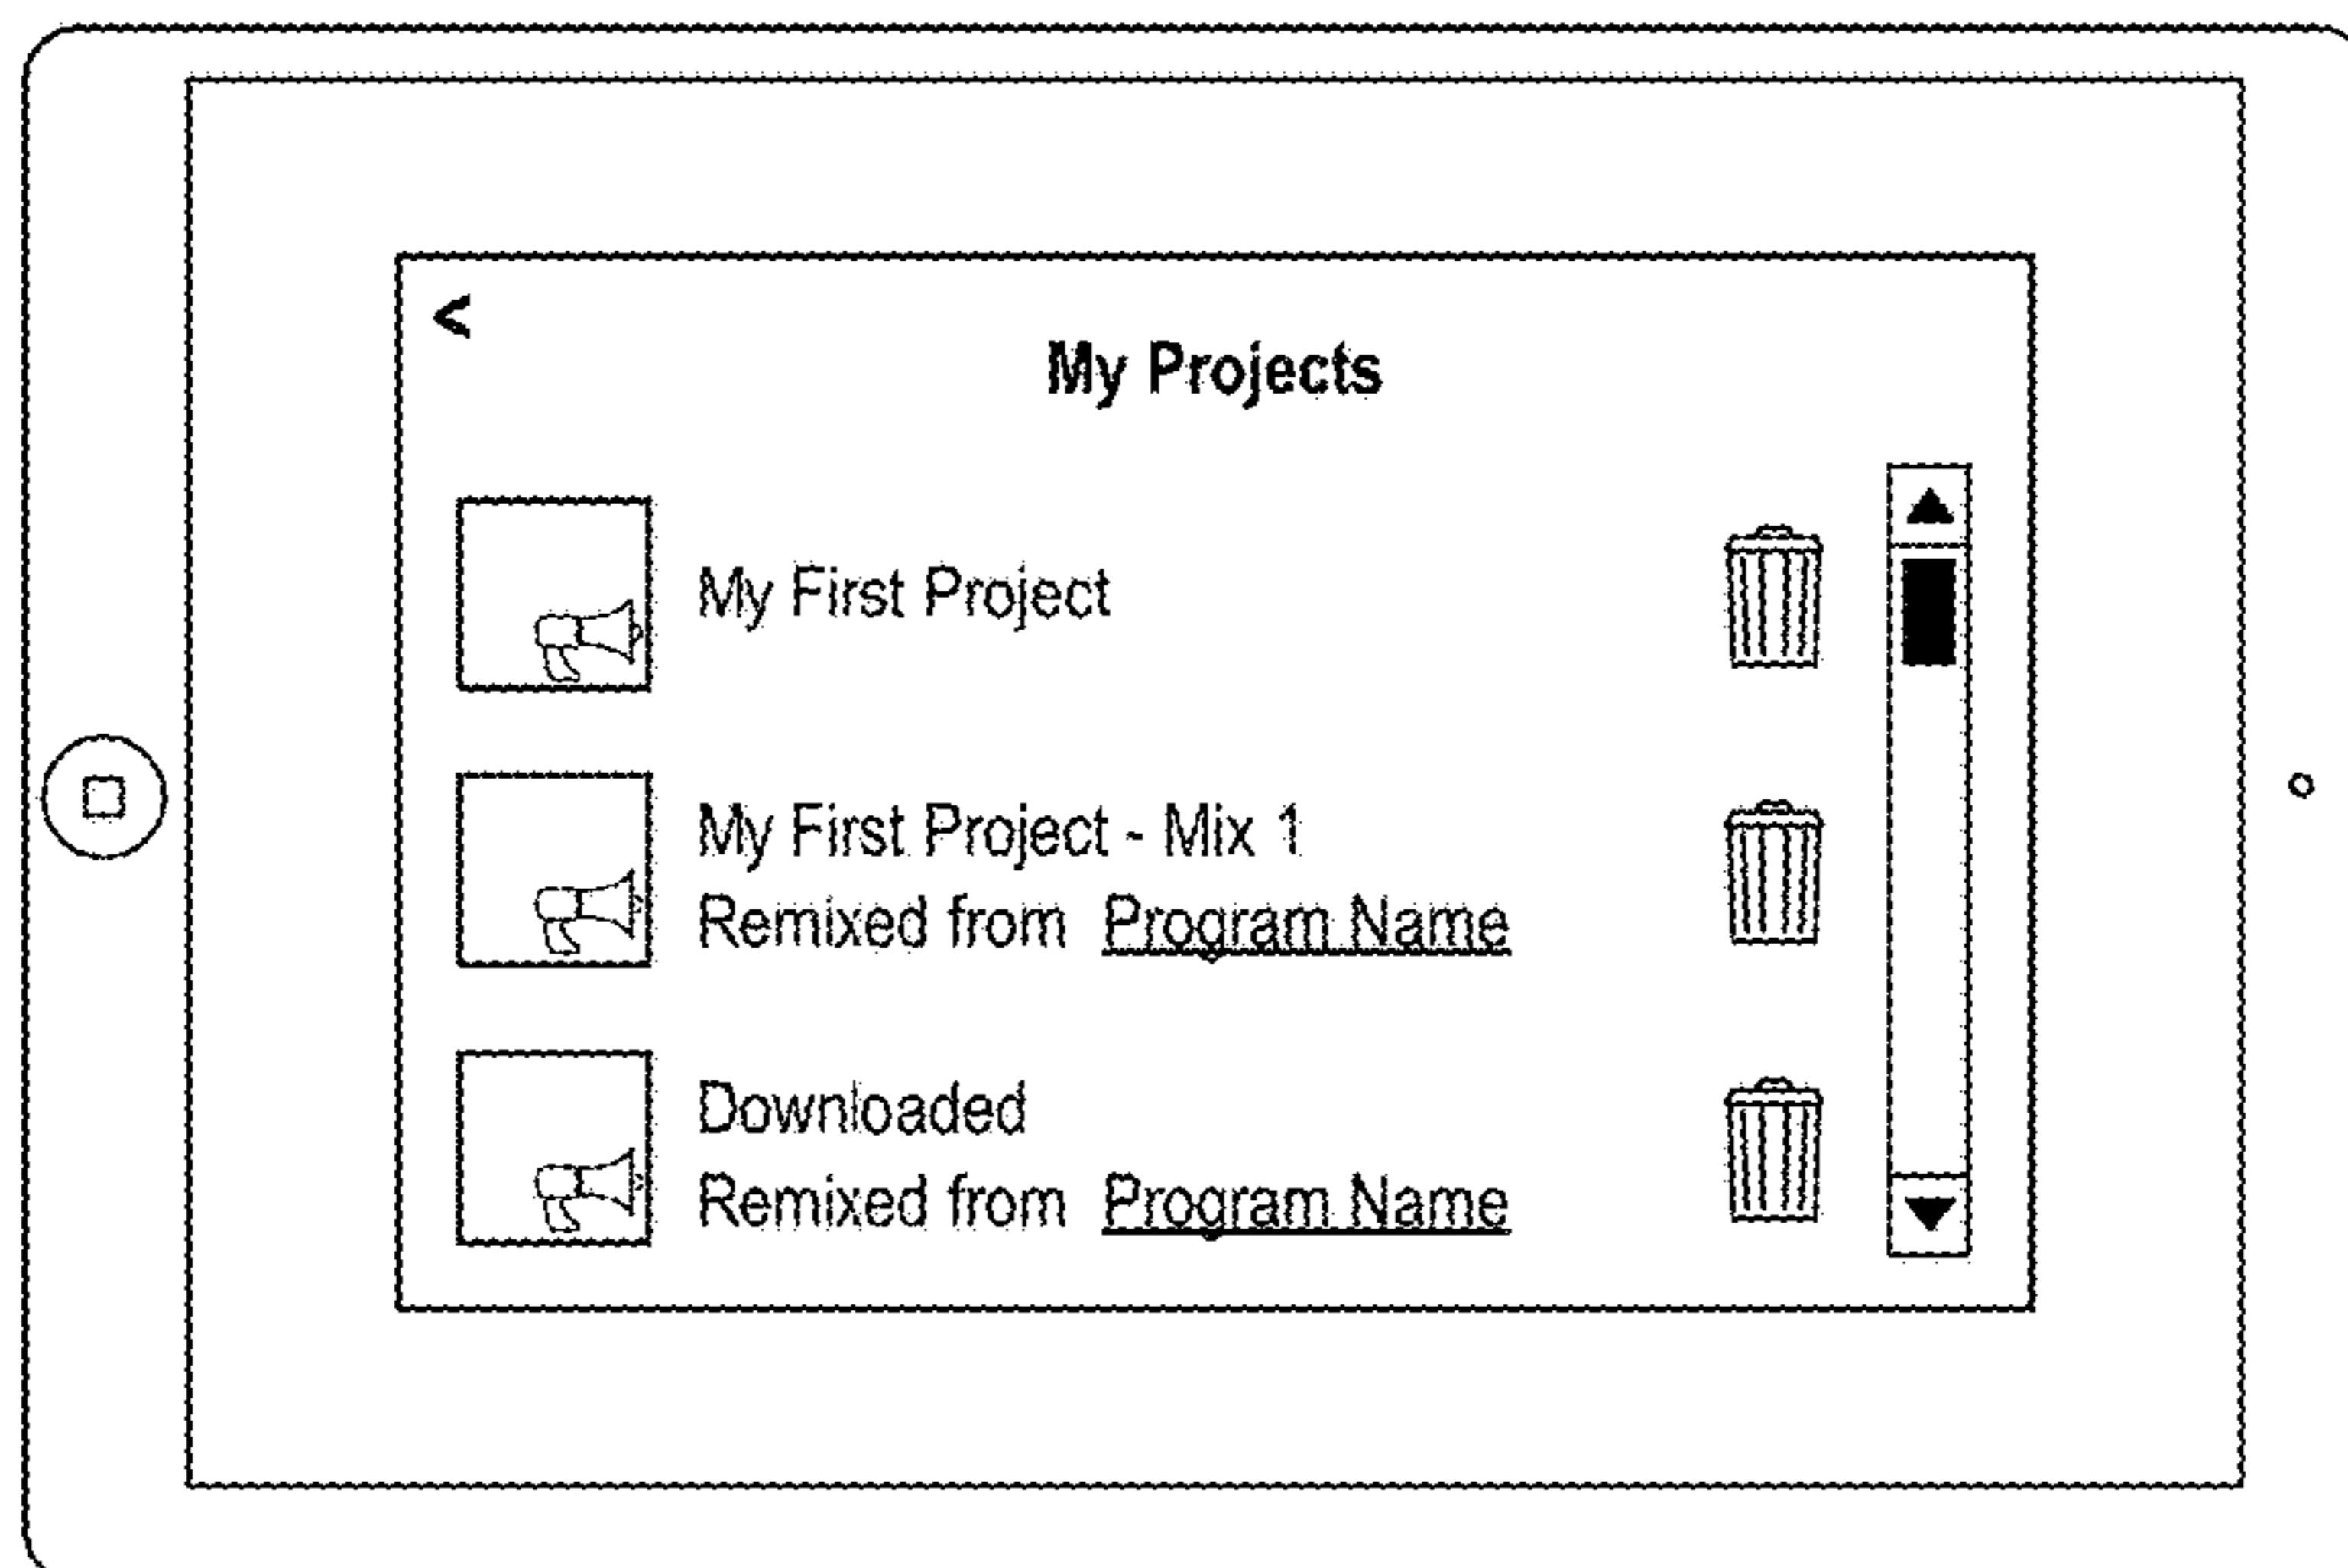 <
My Projects
My First Project
My First Project - Mix 1
Remixed from Program Name
Downloaded
Remixed from Program Name